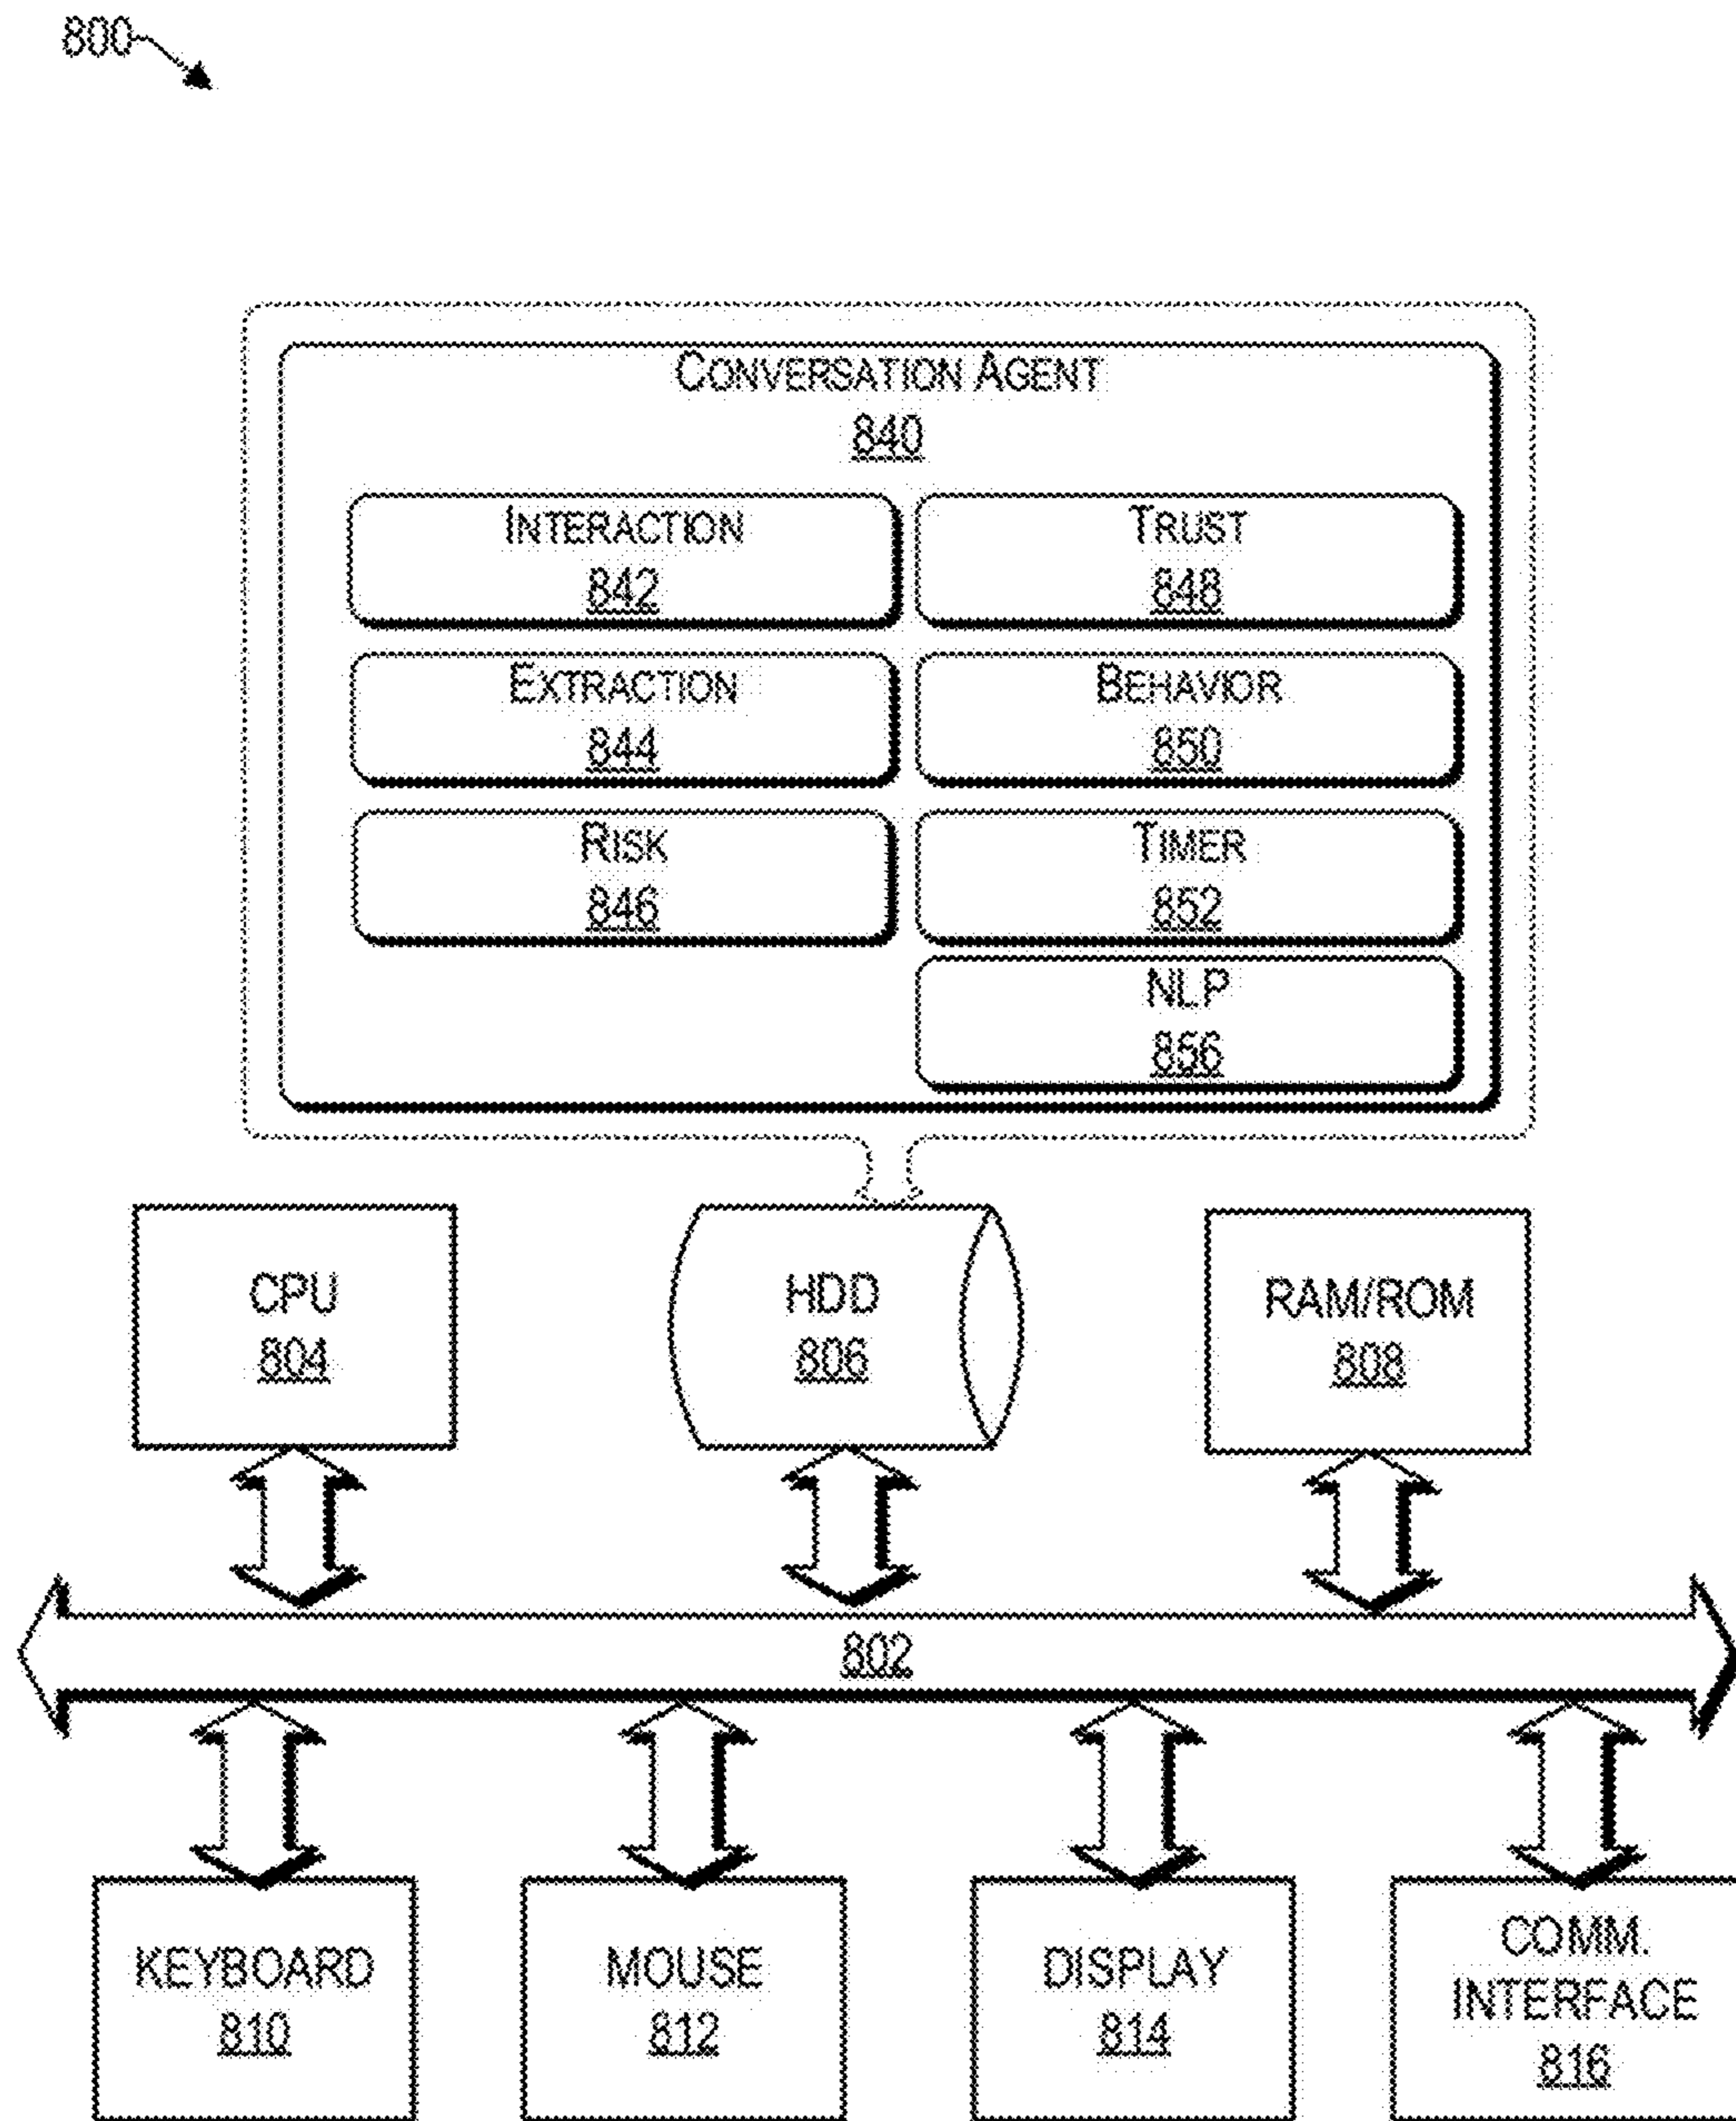 800
CONVERSATION AGENT
840
INTERACTION
842
TRUST
848
EXTRACTION
844
BEHAVIOR
850
RISK
846
TIMER
852
NLP
856
CPU
804
HDD
806
RAM/ROM
808
802
KEYBOARD
810
MOUSE
812
DISPLAY
814
COMM.
INTERFACE
816